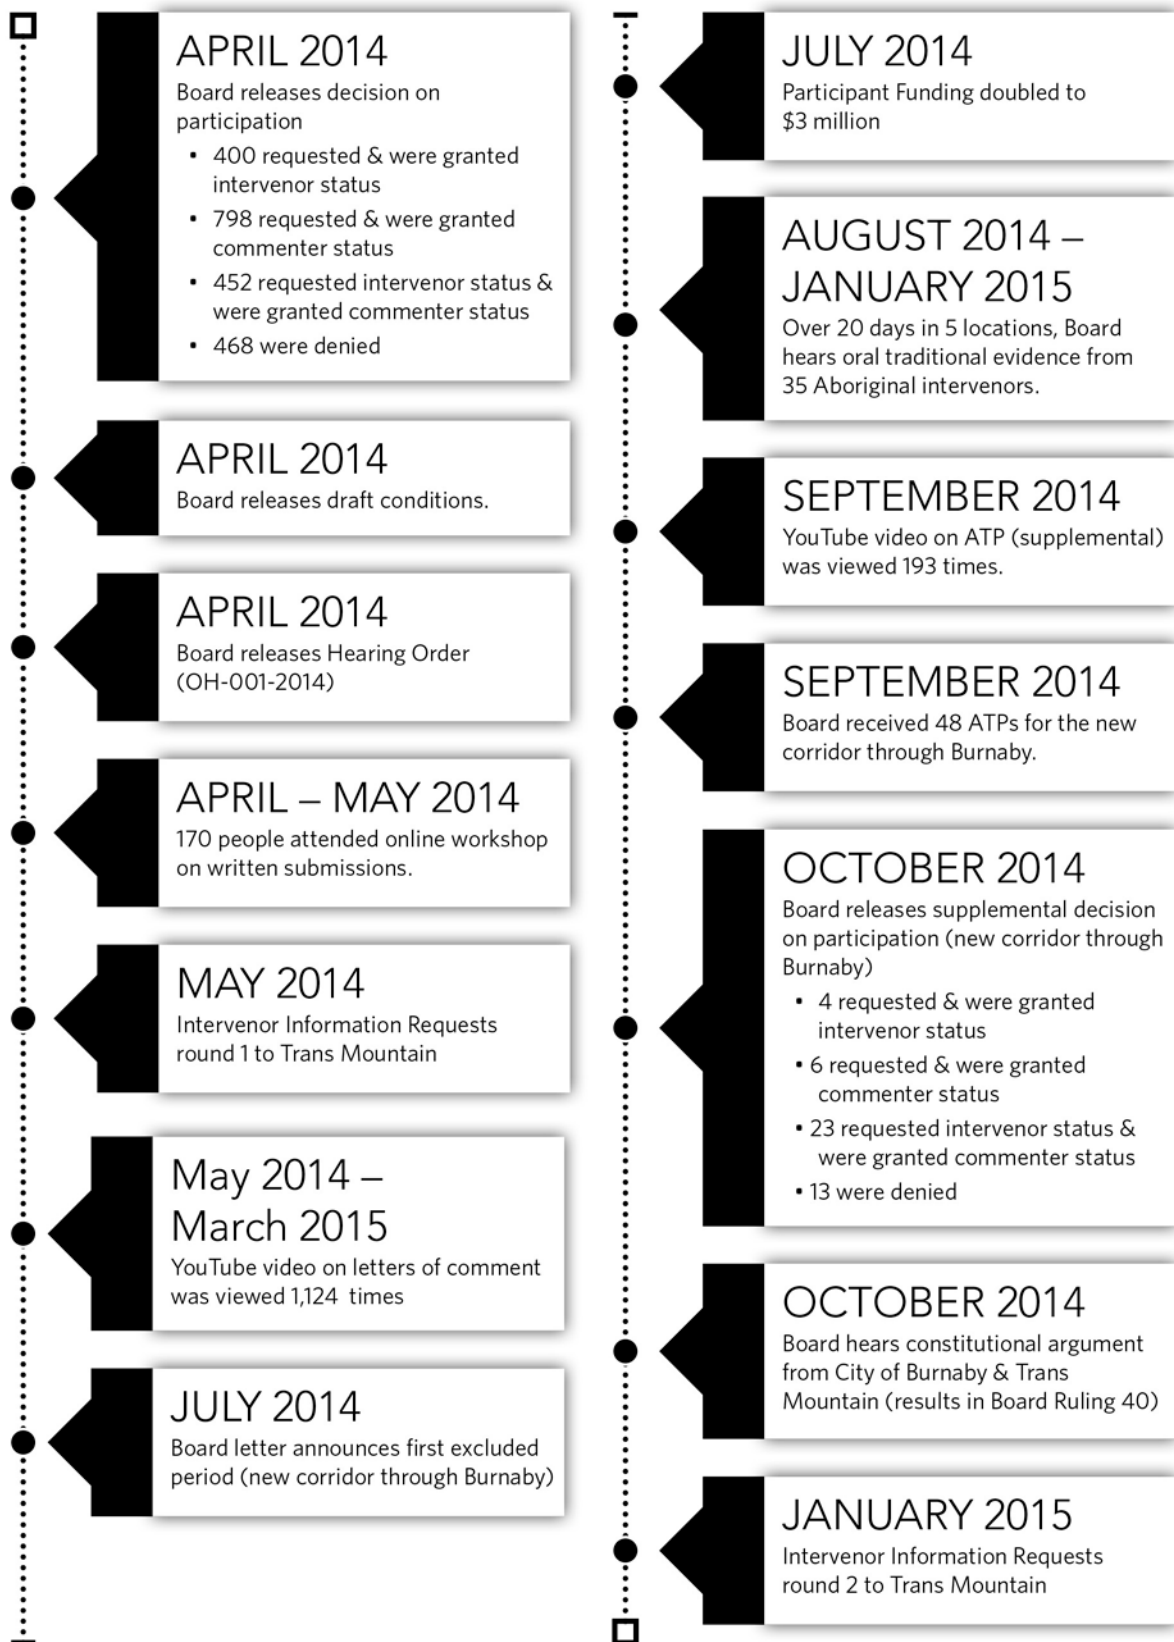 APRIL 2014
Board releases decision on
participation
• 400 requested & were granted
intervenor status
• 798 requested & were granted
commenter status
• 452 requested intervenor status &
were granted commenter status
• 468 were denied
APRIL 2014
Board releases draft conditions.
APRIL 2014
Board releases Hearing Order
(OH-001-2014)
APRIL – MAY 2014
170 people attended online workshop
on written submissions.
MAY 2014
Intervenor Information Requests
round 1 to Trans Mountain
May 2014 –
March 2015
YouTube video on letters of comment
was viewed 1,124 times
JULY 2014
Board letter announces first excluded
period (new corridor through Burnaby)
JULY 2014
Participant Funding doubled to
$3 million
AUGUST 2014 –
JANUARY 2015
Over 20 days in 5 locations, Board
hears oral traditional evidence from
35 Aboriginal intervenors.
SEPTEMBER 2014
YouTube video on ATP (supplemental)
was viewed 193 times.
SEPTEMBER 2014
Board received 48 ATPs for the new
corridor through Burnaby.
OCTOBER 2014
Board releases supplemental decision
on participation (new corridor through
Burnaby)
• 4 requested & were granted
intervenor status
• 6 requested & were granted
commenter status
• 23 requested intervenor status &
were granted commenter status
• 13 were denied
OCTOBER 2014
Board hears constitutional argument
from City of Burnaby & Trans
Mountain (results in Board Ruling 40)
JANUARY 2015
Intervenor Information Requests
round 2 to Trans Mountain